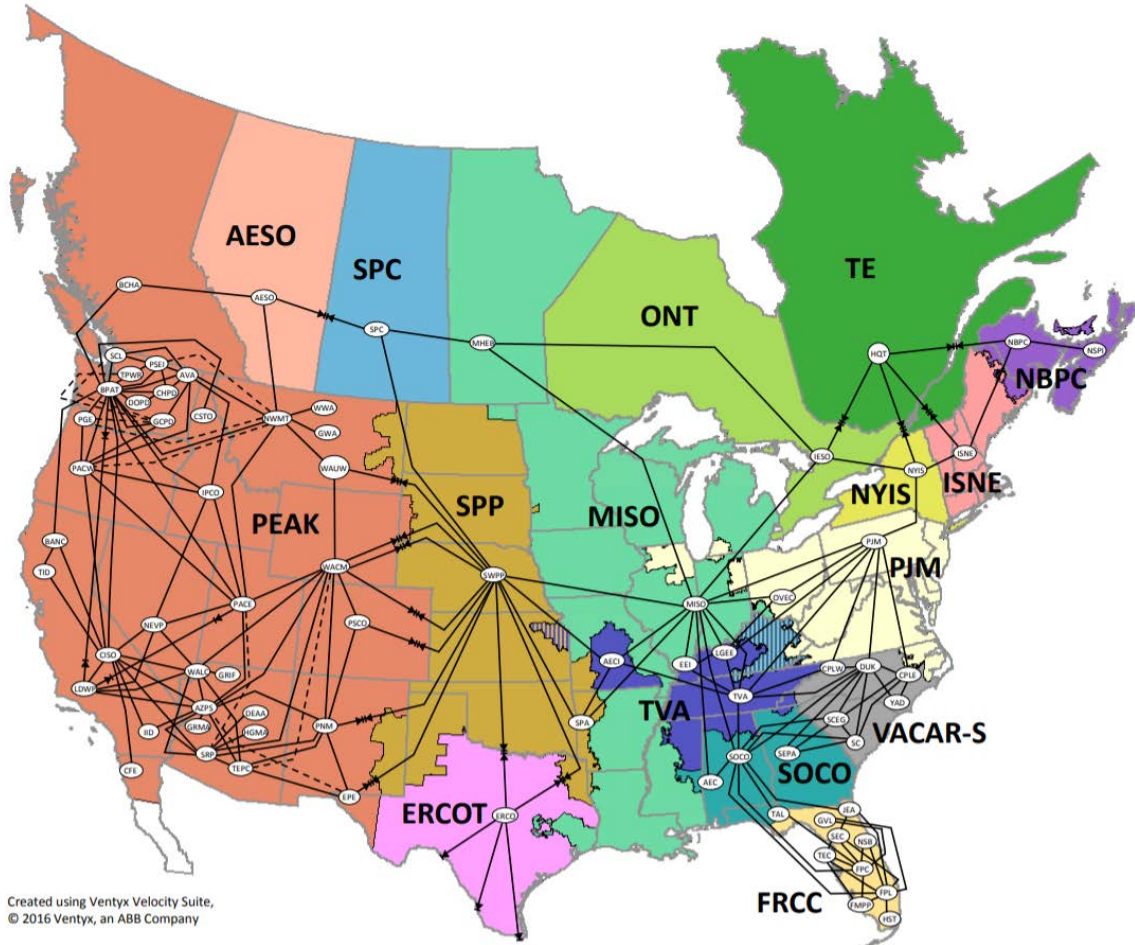 AESO
SPC
TE
ONT
BCHA
AESO
SPC
MHEB
HQT
NBPC
NSPI
NBPC
SCL
PSEI
TPWR
AVA
BPAT
CHPD
DOPD
GCPD
CSTO
PGE
NWMT
WWA
GWA
PACW
WAUW
IPCO
IESO
NYIS
ISNE
ISNE
NYIS
SPP
MISO
PEAK
PJM
PJM
BANC
TID
WACM
SWPP
MISO
OVEC
PACE
NEVP
PSCO
CISO
LDWP
WALC
GRIF
AECI
EEI
LGEE
CPLW
DUK
CPLE
TVA
YAD
TVA
AZPS
DEAA
GRMA
HGMA
IID
PNM
SPA
SCEG
VACAR-S
SC
SEPA
SOCO
SOCO
SRP
TEPC
CFE
EPE
AEC
ERCOT
ERCO
TAL
JEA
GVL
SEC
NSB
TEC
FPC
FRCC
FPL
FMPP
HST
Created using Ventyx Velocity Suite,
© 2016 Ventyx, an ABB Company